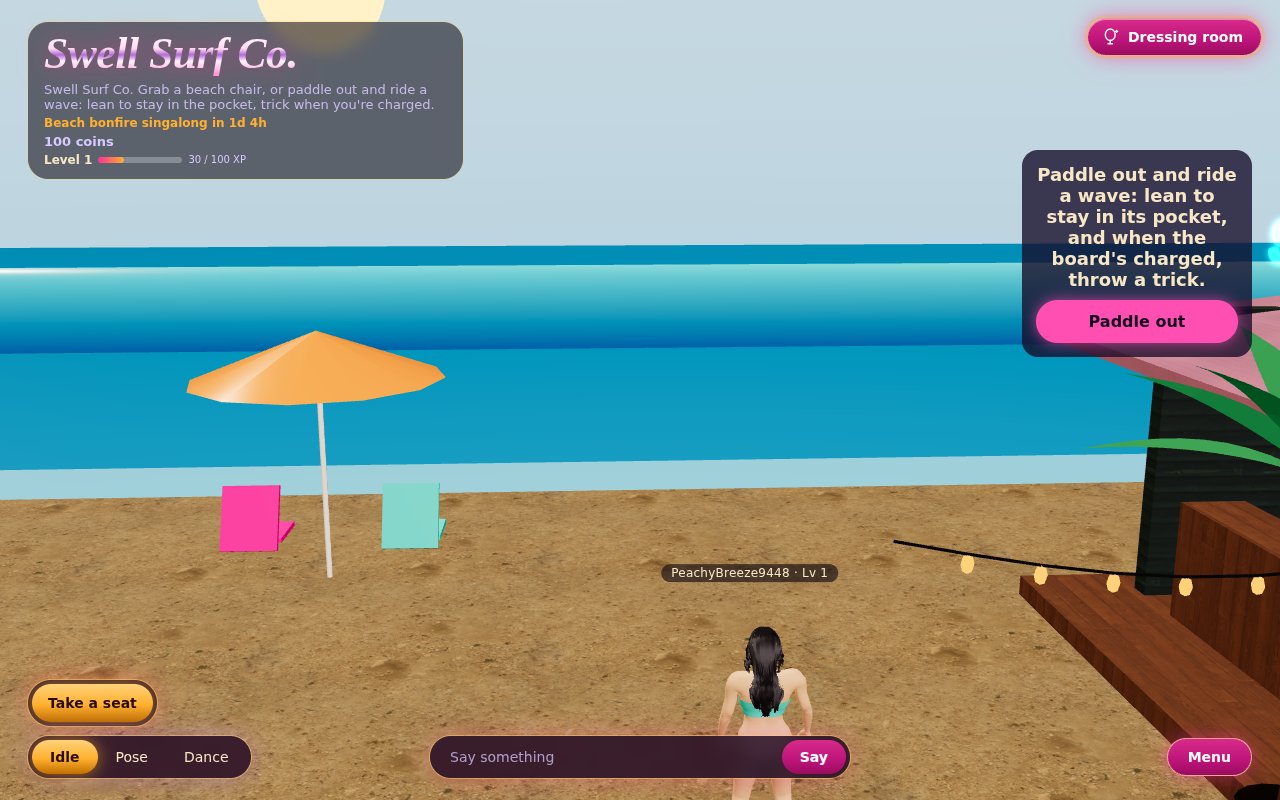 Swell Surf Co.
Swell Surf Co. Grab a beach chair, or paddle out and ride a
wave: lean to stay in the pocket, trick when you're charged.
Beach bonfire singalong in 1d 4h
100 coins
Level 1 30 / 100 XP
Dressing room
Paddle out and ride
a wave: lean to
stay in its pocket,
and when the
board's charged,
throw a trick.
Paddle out
PeachyBreeze9448 · Lv 1
Take a seat
Idle Pose Dance
Say something Say
Menu